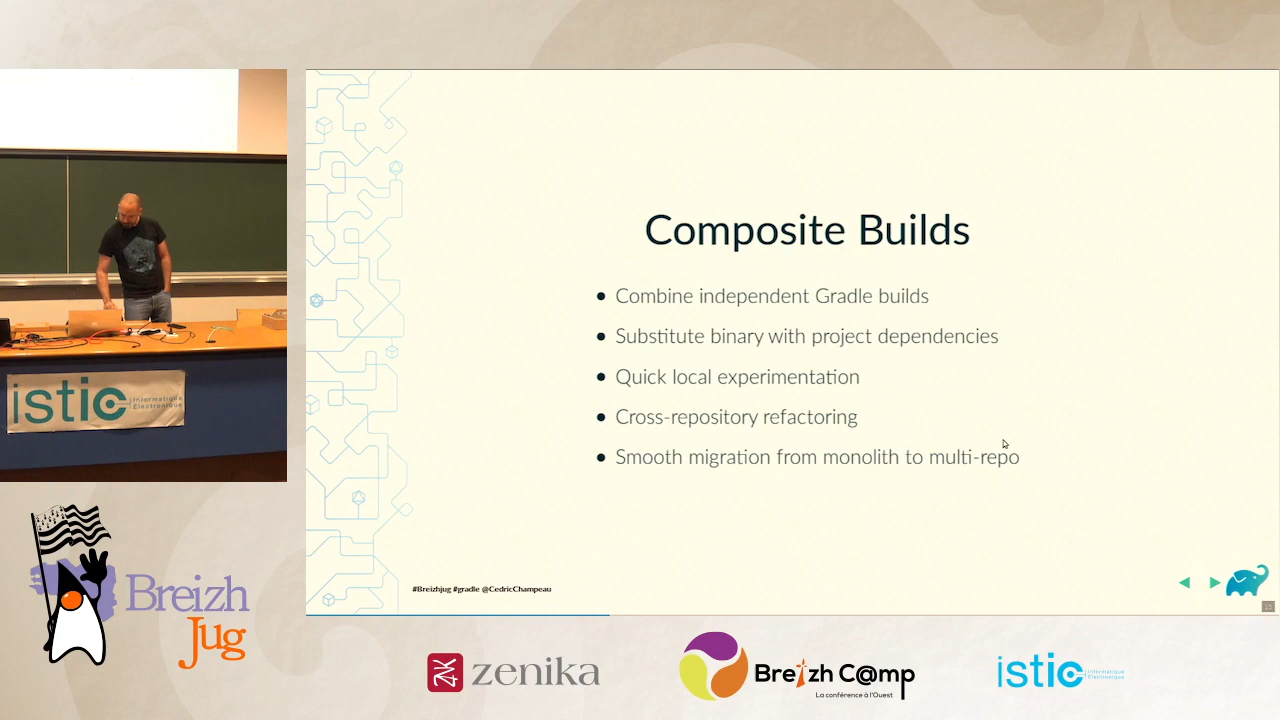 Composite Builds
Combine independent Gradle builds
Substitute binary with project dependencies
Quick local experimentation
Cross-repository refactoring
Smooth migration from monolith to multi-repo
#Breizhjug #gradle @CedricChampeau
15
istic Informatique
Electronique
Breizh
Jug
zenika
Breizh C@mp
La conférence à l'Ouest
istic Informatique
Electronique